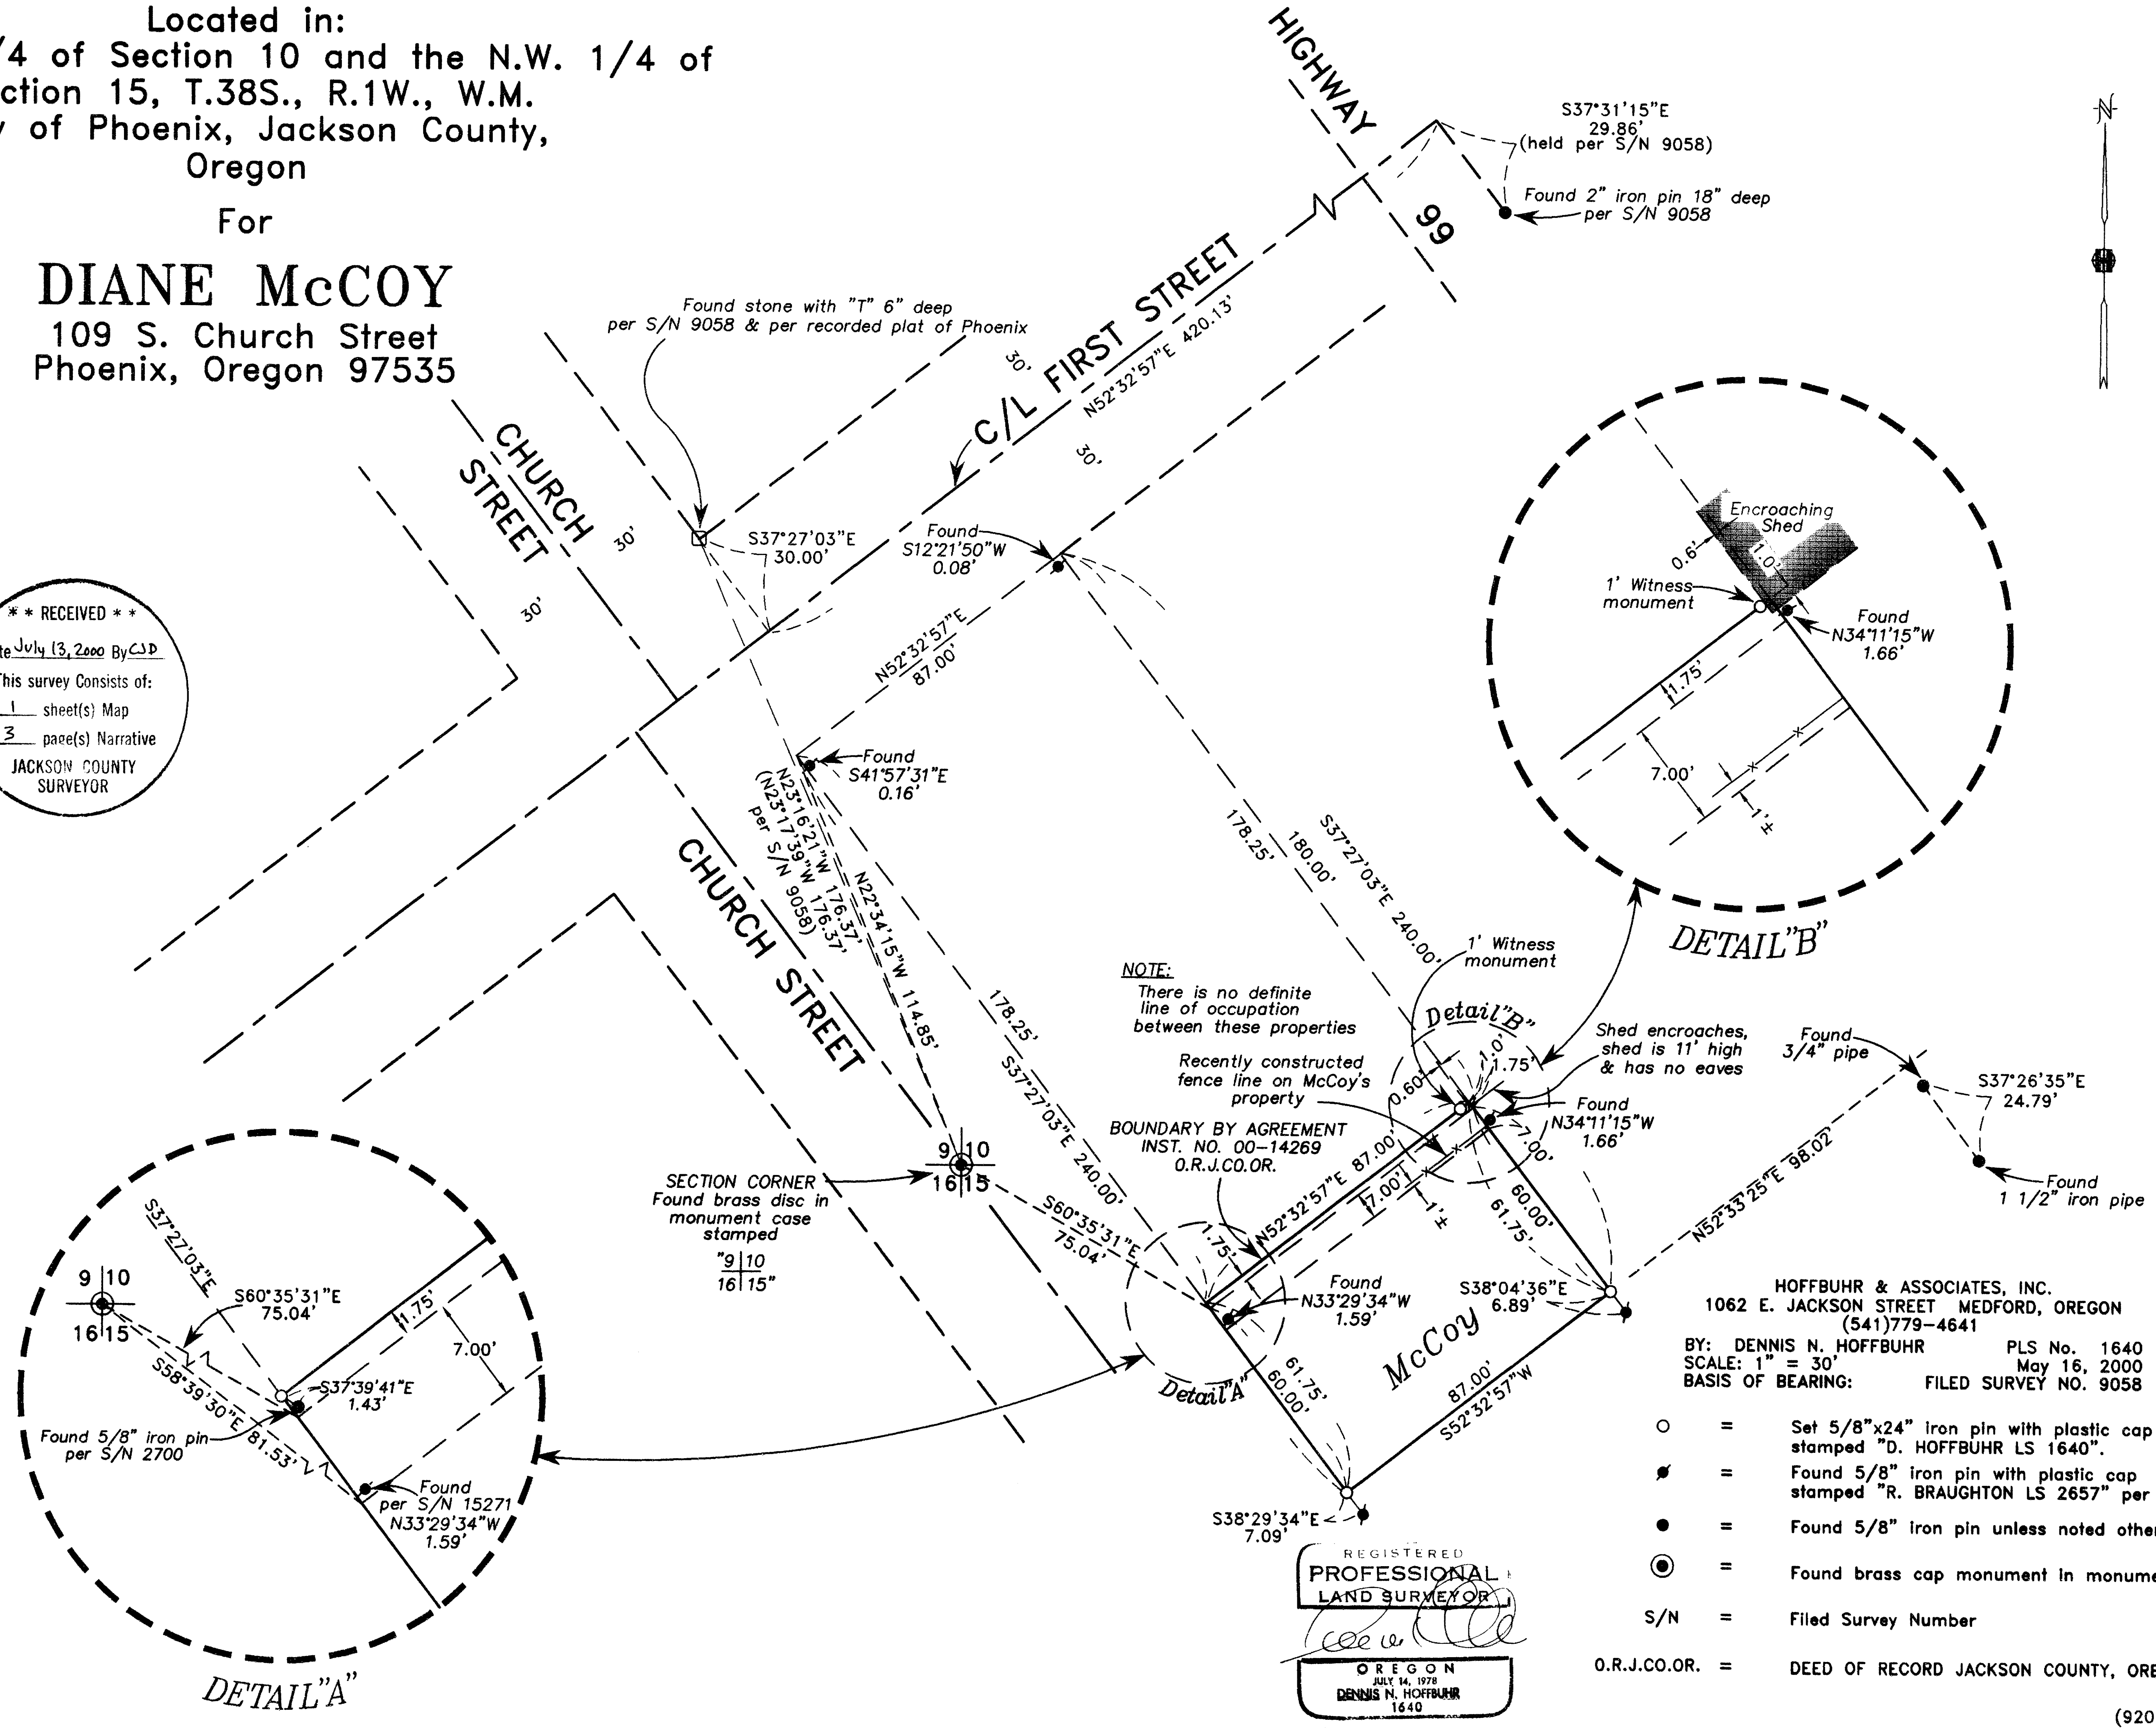 Located in:
/4 of Section 10 and the N.W. 1/4 of
ction 15, T.38S., R.1W., W.M.
y of Phoenix, Jackson County,
Oregon
For
DIANE McCOY
109 S. Church Street
Phoenix, Oregon 97535
* * RECEIVED * *
te July 13, 2000 By CJD
This survey Consists of:
1 sheet(s) Map
3 page(s) Narrative
JACKSON COUNTY
SURVEYOR
HIGHWAY
99
S37°31'15"E
29.86'
(held per S/N 9058)
Found 2" iron pin 18" deep
per S/N 9058
N
Found stone with "T" 6" deep
per S/N 9058 & per recorded plat of Phoenix
30'
C/L FIRST STREET
N52°32'57"E 420.13'
30'
CHURCH
STREET
30'
30'
S37°27'03"E
30.00'
Found
S12°21'50"W
0.08'
N52°32'57"E
87.00'
Found
S41°57'31"E
0.16'
N23°16'21"W 176.37'
(N23°17'39"W 176.37'
per S/N 9058)
N22°34'15"W 114.85'
CHURCH STREET
178.25'
S37°27'03"E 240.00'
178.25'
180.00'
S37°27'03"E 240.00'
Encroaching
Shed
0.6'
1.0'
1' Witness
monument
Found
N34°11'15"W
1.66'
1.75'
7.00'
1'±
DETAIL"B"
NOTE:
There is no definite
line of occupation
between these properties
1' Witness
monument
Detail"B"
Recently constructed
fence line on McCoy's
property
Shed encroaches,
shed is 11' high
& has no eaves
1.0'
1.75'
0.60'
Found
N34°11'15"W
1.66'
7.00'
BOUNDARY BY AGREEMENT
INST. NO. 00-14269
O.R.J.CO.OR.
N52°32'57"E 87.00'
7.00'
1'±
1.75'
60.00'
61.75'
Found
3/4" pipe
S37°26'35"E
24.79'
Found
1 1/2" iron pipe
N52°33'25"E 98.02'
SECTION CORNER
Found brass disc in
monument case
stamped
"9 10
16 15"
9 10
16 15
S60°35'31"E
75.04'
Found
N33°29'34"W
1.59'
S38°04'36"E
6.89'
McCoy
61.75'
60.00'
87.00'
S52°32'57"W
Detail"A"
S38°29'34"E
7.09'
S37°27'03"E
9 10
16 15
S60°35'31"E
75.04'
1.75'
7.00'
S58°39'30"E 81.53'
S37°39'41"E
1.43'
Found 5/8" iron pin
per S/N 2700
Found
per S/N 15271
N33°29'34"W
1.59'
DETAIL"A"
HOFFBUHR & ASSOCIATES, INC.
1062 E. JACKSON STREET MEDFORD, OREGON
(541)779-4641
BY: DENNIS N. HOFFBUHR PLS No. 1640
SCALE: 1" = 30' May 16, 2000
BASIS OF BEARING: FILED SURVEY NO. 9058
= Set 5/8"x24" iron pin with plastic cap
stamped "D. HOFFBUHR LS 1640".
= Found 5/8" iron pin with plastic cap
stamped "R. BRAUGHTON LS 2657" per
= Found 5/8" iron pin unless noted other
= Found brass cap monument in monume
S/N = Filed Survey Number
O.R.J.CO.OR. = DEED OF RECORD JACKSON COUNTY, ORE
REGISTERED
PROFESSIONAL
LAND SURVEYOR
OREGON
JULY 14, 1978
DENNIS N. HOFFBUHR
1640
(920